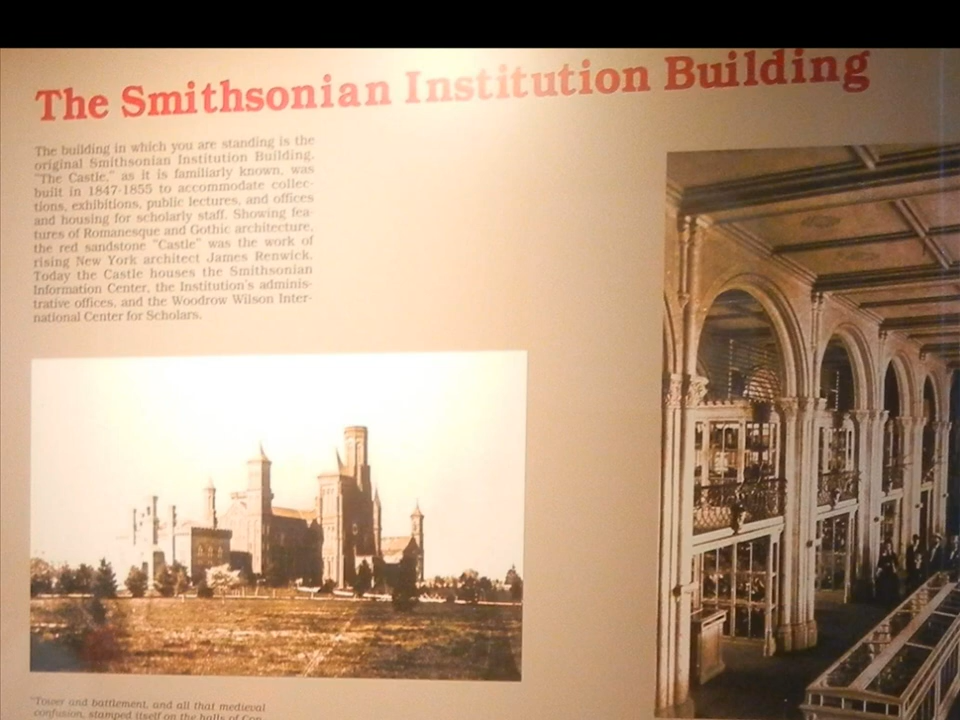 The Smithsonian Institution Building
The building in which you are standing is the
original Smithsonian Institution Building.
"The Castle," as it is familiarly known, was
built in 1847-1855 to accommodate collec-
tions, exhibitions, public lectures, and offices
and housing for scholarly staff. Showing fea-
tures of Romanesque and Gothic architecture,
the red sandstone "Castle" was the work of
rising New York architect James Renwick.
Today the Castle houses the Smithsonian
Information Center, the Institution's adminis-
trative offices, and the Woodrow Wilson Inter-
national Center for Scholars.
"Tower and battlement, and all that medieval
confusion, stamped itself on the halls of Con-